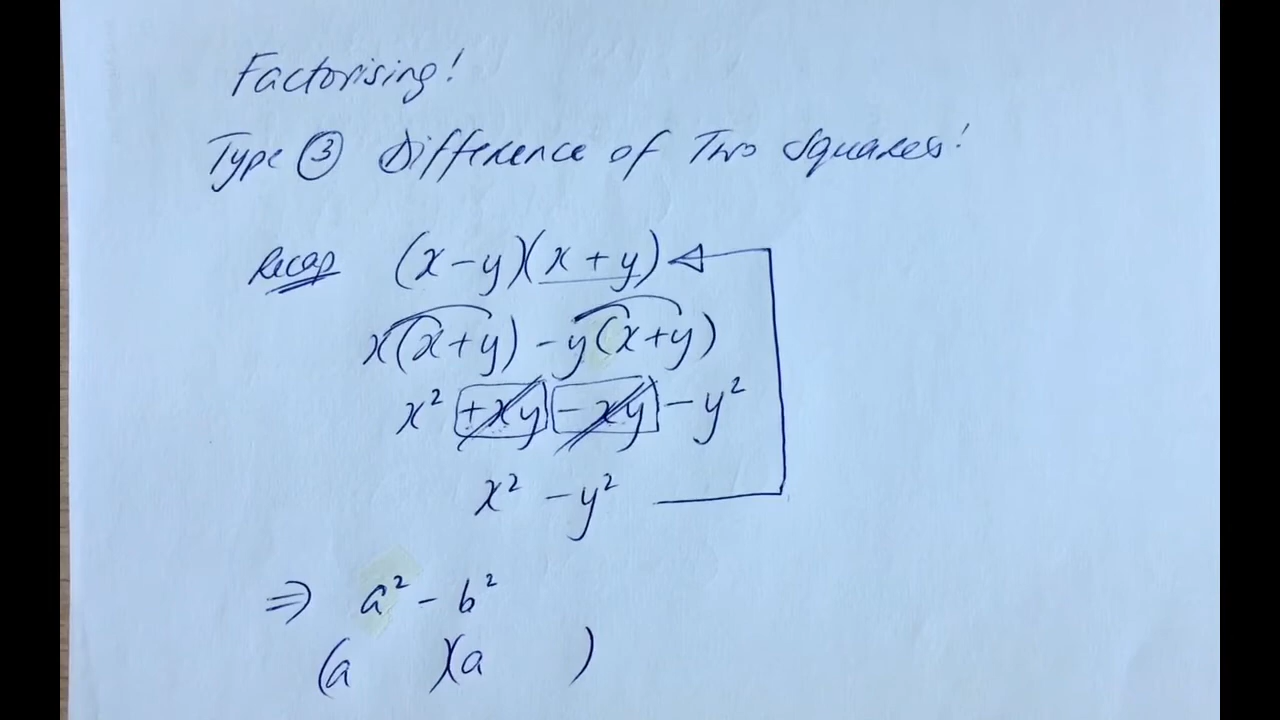 Factorising!
Type ③ Difference of Two Squares!
Recap (x-y)(x+y)
x(x+y) -y(x+y)
x² +xy -xy -y²
x² -y²
⇒ a² - b²
(a )(a )